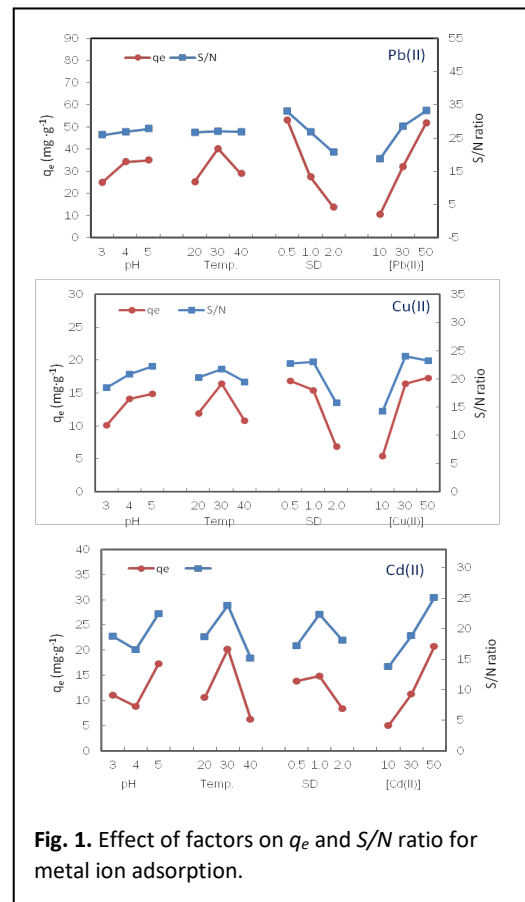 Pb(II)
qe S/N
90
80
70
60
50
40
30
20
10
0
55
45
35
25
15
5
-5
qe (mg ·g-1)
S/N ratio
3 4 5 20 30 40 0.5 1.0 2.0 10 30 50
pH Temp. SD [Pb(II)]
Cu(II)
qe S/N
30
25
20
15
10
5
0
35
30
25
20
15
10
5
0
qe (mg·g-1)
S/N ratio
3 4 5 20 30 40 0.5 1.0 2.0 10 30 50
pH Temp. SD [Cu(II)]
Cd(II)
qe
40
35
30
25
20
15
10
5
0
30
25
20
15
10
5
0
qe (mg·g-1)
S/N ratio
3 4 5 20 30 40 0.5 1.0 2.0 10 30 50
pH Temp. SD [Cd(II)]
Fig. 1. Effect of factors on qe and S/N ratio for
metal ion adsorption.